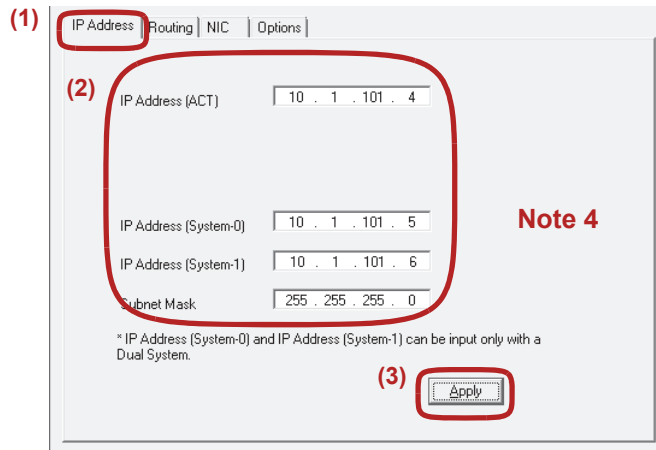 (1)
IP Address Routing NIC Options
(2)
IP Address (ACT) 10 . 1 . 101 . 4
IP Address (System-0) 10 . 1 . 101 . 5
Note 4
IP Address (System-1) 10 . 1 . 101 . 6
Subnet Mask 255 . 255 . 255 . 0
* IP Address (System-0) and IP Address (System-1) can be input only with a
Dual System.
(3)
Apply